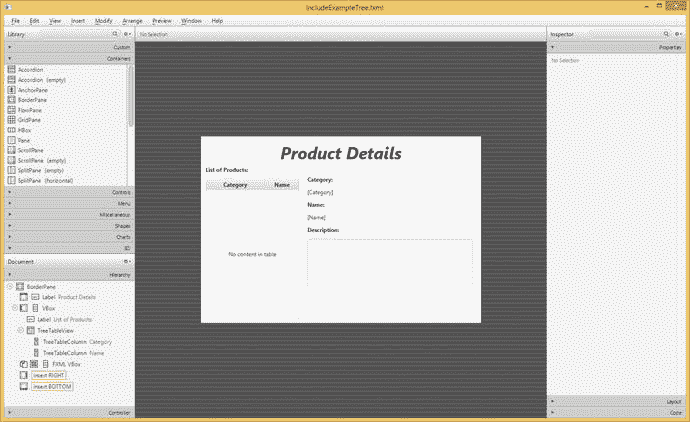 IncludeExampleTree.fxml
File Edit View Insert Modify Arrange Preview Window Help
Library
No Selection
Inspector
Custom
Containers
Accordion
Accordion (empty)
AnchorPane
BorderPane
FlowPane
GridPane
HBox
Pane
ScrollPane
ScrollPane (empty)
SplitPane (empty)
SplitPane (horizontal)
Controls
Menu
Miscellaneous
Shapes
Charts
3D
Document
Hierarchy
BorderPane
Label Product Details
VBox
Label List of Products:
TreeTableView
TreeTableColumn Category
TreeTableColumn Name
FXML VBox
insert RIGHT
insert BOTTOM
Controller
Product Details
List of Products:
Category Name
No content in table
Category:
[Category]
Name:
[Name]
Description:
Properties
No Selection
Layout
Code